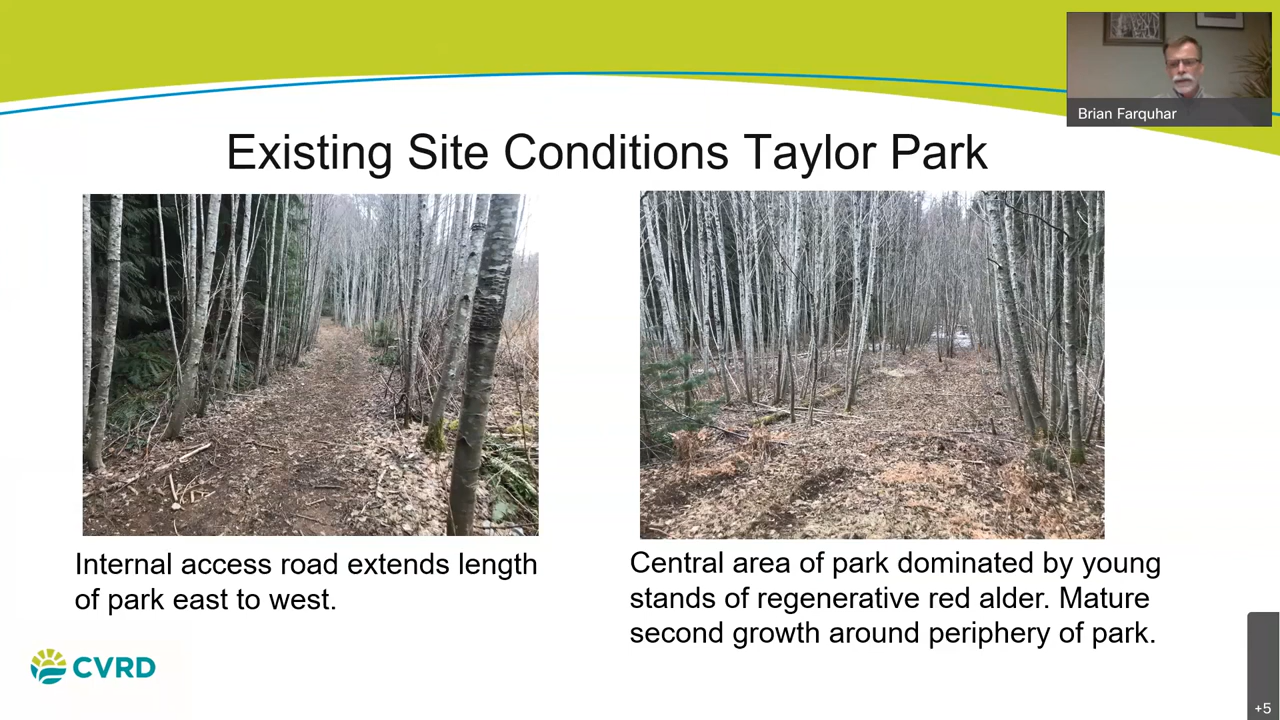 Brian Farquhar
Existing Site Conditions Taylor Park
Internal access road extends length
of park east to west.
Central area of park dominated by young
stands of regenerative red alder. Mature
second growth around periphery of park.
CVRD
+5